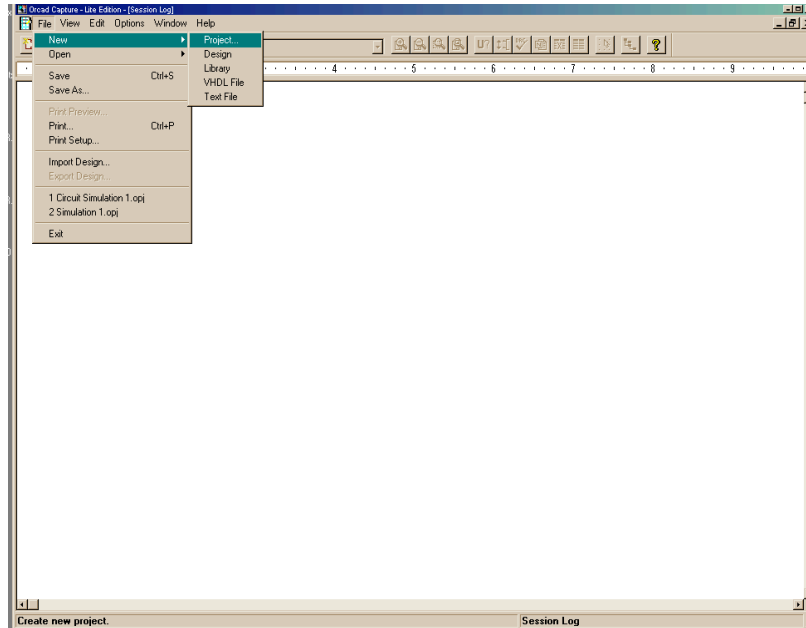 Orcad Capture - Lite Edition - [Session Log]
File View Edit Options Window Help
New
Open
Save Ctrl+S
Save As...
Print Preview...
Print... Ctrl+P
Print Setup...
Import Design...
Export Design...
1 Circuit Simulation 1.opj
2 Simulation 1.opj
Exit
Project...
Design
Library
VHDL File
Text File
U?
?
4 5 6 7 8 9
Create new project. Session Log